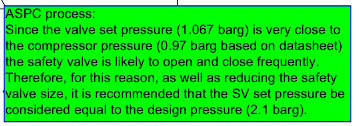 ASPC process:
Since the valve set pressure (1.067 barg) is very close to
the compressor pressure (0.97 barg based on datasheet)
the safety valve is likely to open and close frequently.
Therefore, for this reason, as well as reducing the safety
valve size, it is recommended that the SV set pressure be
considered equal to the design pressure (2.1 barg).